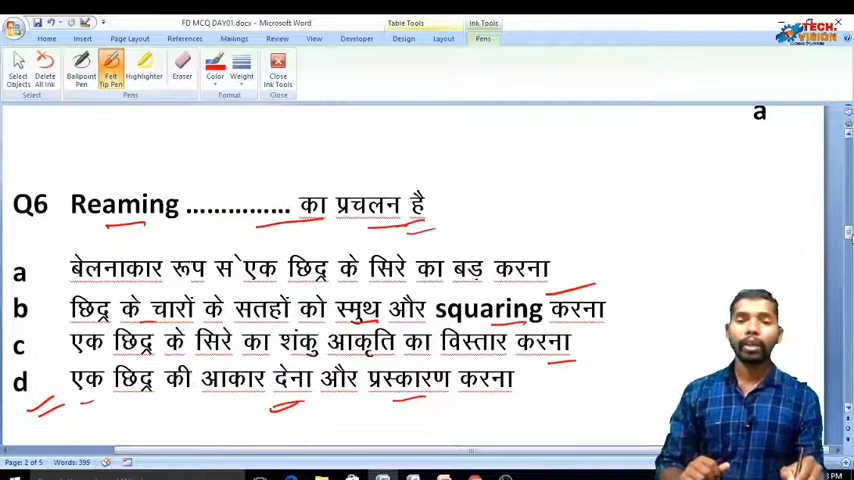 FD MCQ DAY01.docx - Microsoft Word
Table Tools
Ink Tools
TECH.
VISION
Home Insert Page Layout References Mailings Review View Developer Design Layout Pens
Select Objects
Delete All Ink
Ballpoint Pen
Felt Tip Pen
Highlighter
Eraser
Color
Weight
Close Ink Tools
Select
Pens
Format
Close
a
Q6 Reaming ............... का प्रचलन है
a बेलनाकार रूप स`एक छिद्र के सिरे का बड़ करना
b छिद्र के चारों के सतहों को स्मुथ और squaring करना
c एक छिद्र के सिरे का शंकु आकृति का विस्तार करना
d एक छिद्र की आकार देना और प्रस्कारण करना
Page: 2 of 5 Words: 395